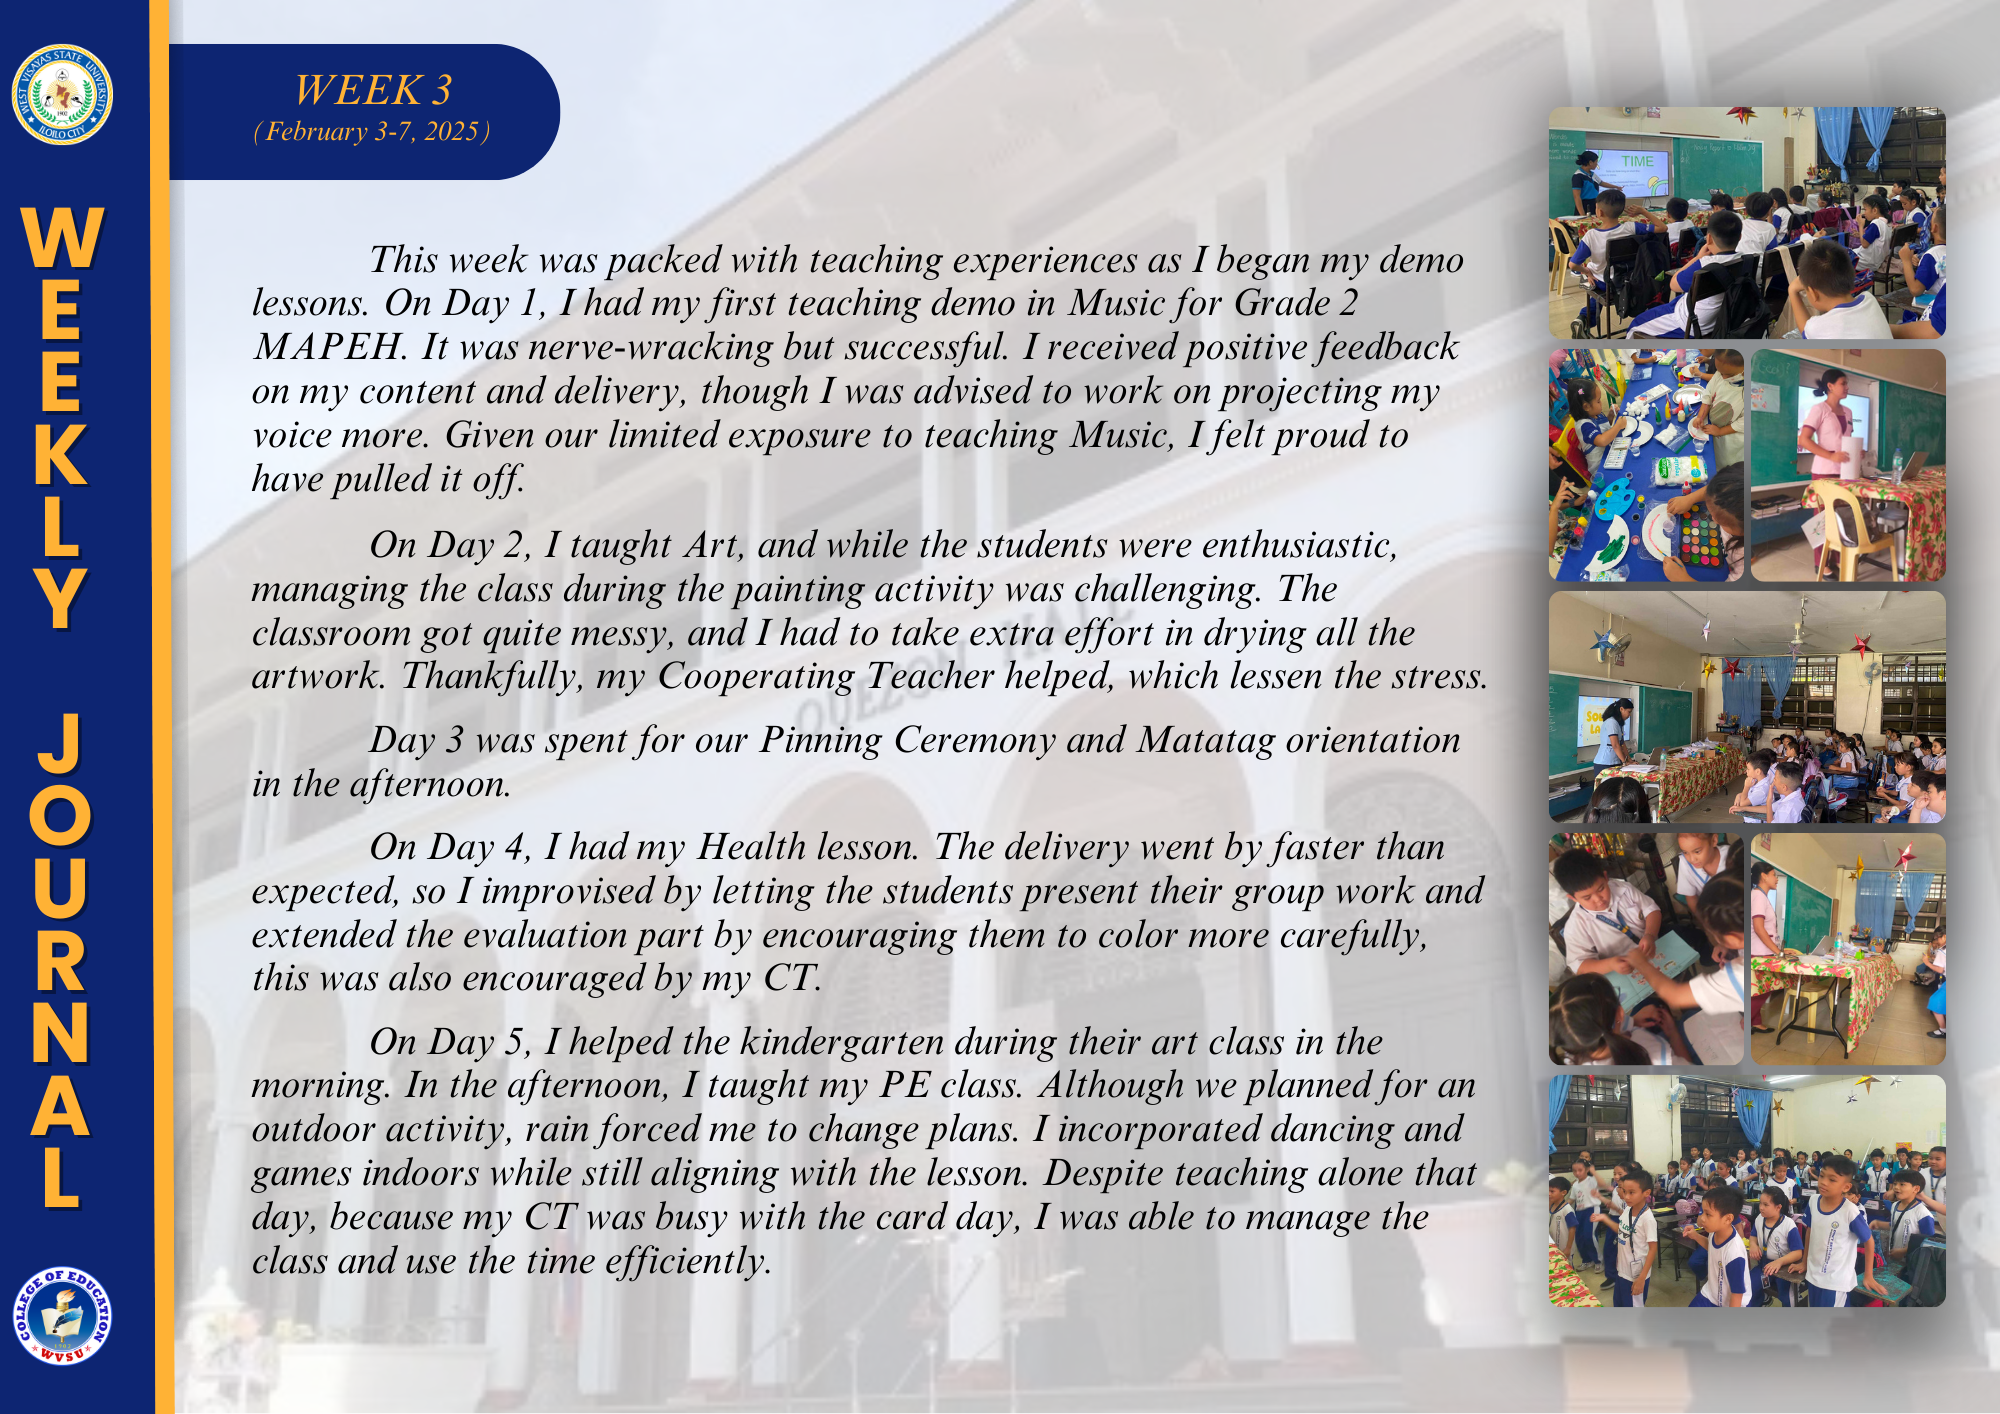 WEST VISAYAS STATE UNIVERSITY
1902
ILOILO CITY
WEEKLY JOURNAL
COLLEGE OF EDUCATION
WVSU
WEEK 3
(February 3-7, 2025)
This week was packed with teaching experiences as I began my demo
lessons. On Day 1, I had my first teaching demo in Music for Grade 2
MAPEH. It was nerve-wracking but successful. I received positive feedback
on my content and delivery, though I was advised to work on projecting my
voice more. Given our limited exposure to teaching Music, I felt proud to
have pulled it off.
On Day 2, I taught Art, and while the students were enthusiastic,
managing the class during the painting activity was challenging. The
classroom got quite messy, and I had to take extra effort in drying all the
artwork. Thankfully, my Cooperating Teacher helped, which lessen the stress.
Day 3 was spent for our Pinning Ceremony and Matatag orientation
in the afternoon.
On Day 4, I had my Health lesson. The delivery went by faster than
expected, so I improvised by letting the students present their group work and
extended the evaluation part by encouraging them to color more carefully,
this was also encouraged by my CT.
On Day 5, I helped the kindergarten during their art class in the
morning. In the afternoon, I taught my PE class. Although we planned for an
outdoor activity, rain forced me to change plans. I incorporated dancing and
games indoors while still aligning with the lesson. Despite teaching alone that
day, because my CT was busy with the card day, I was able to manage the
class and use the time efficiently.
QUEZON HALL
TIME